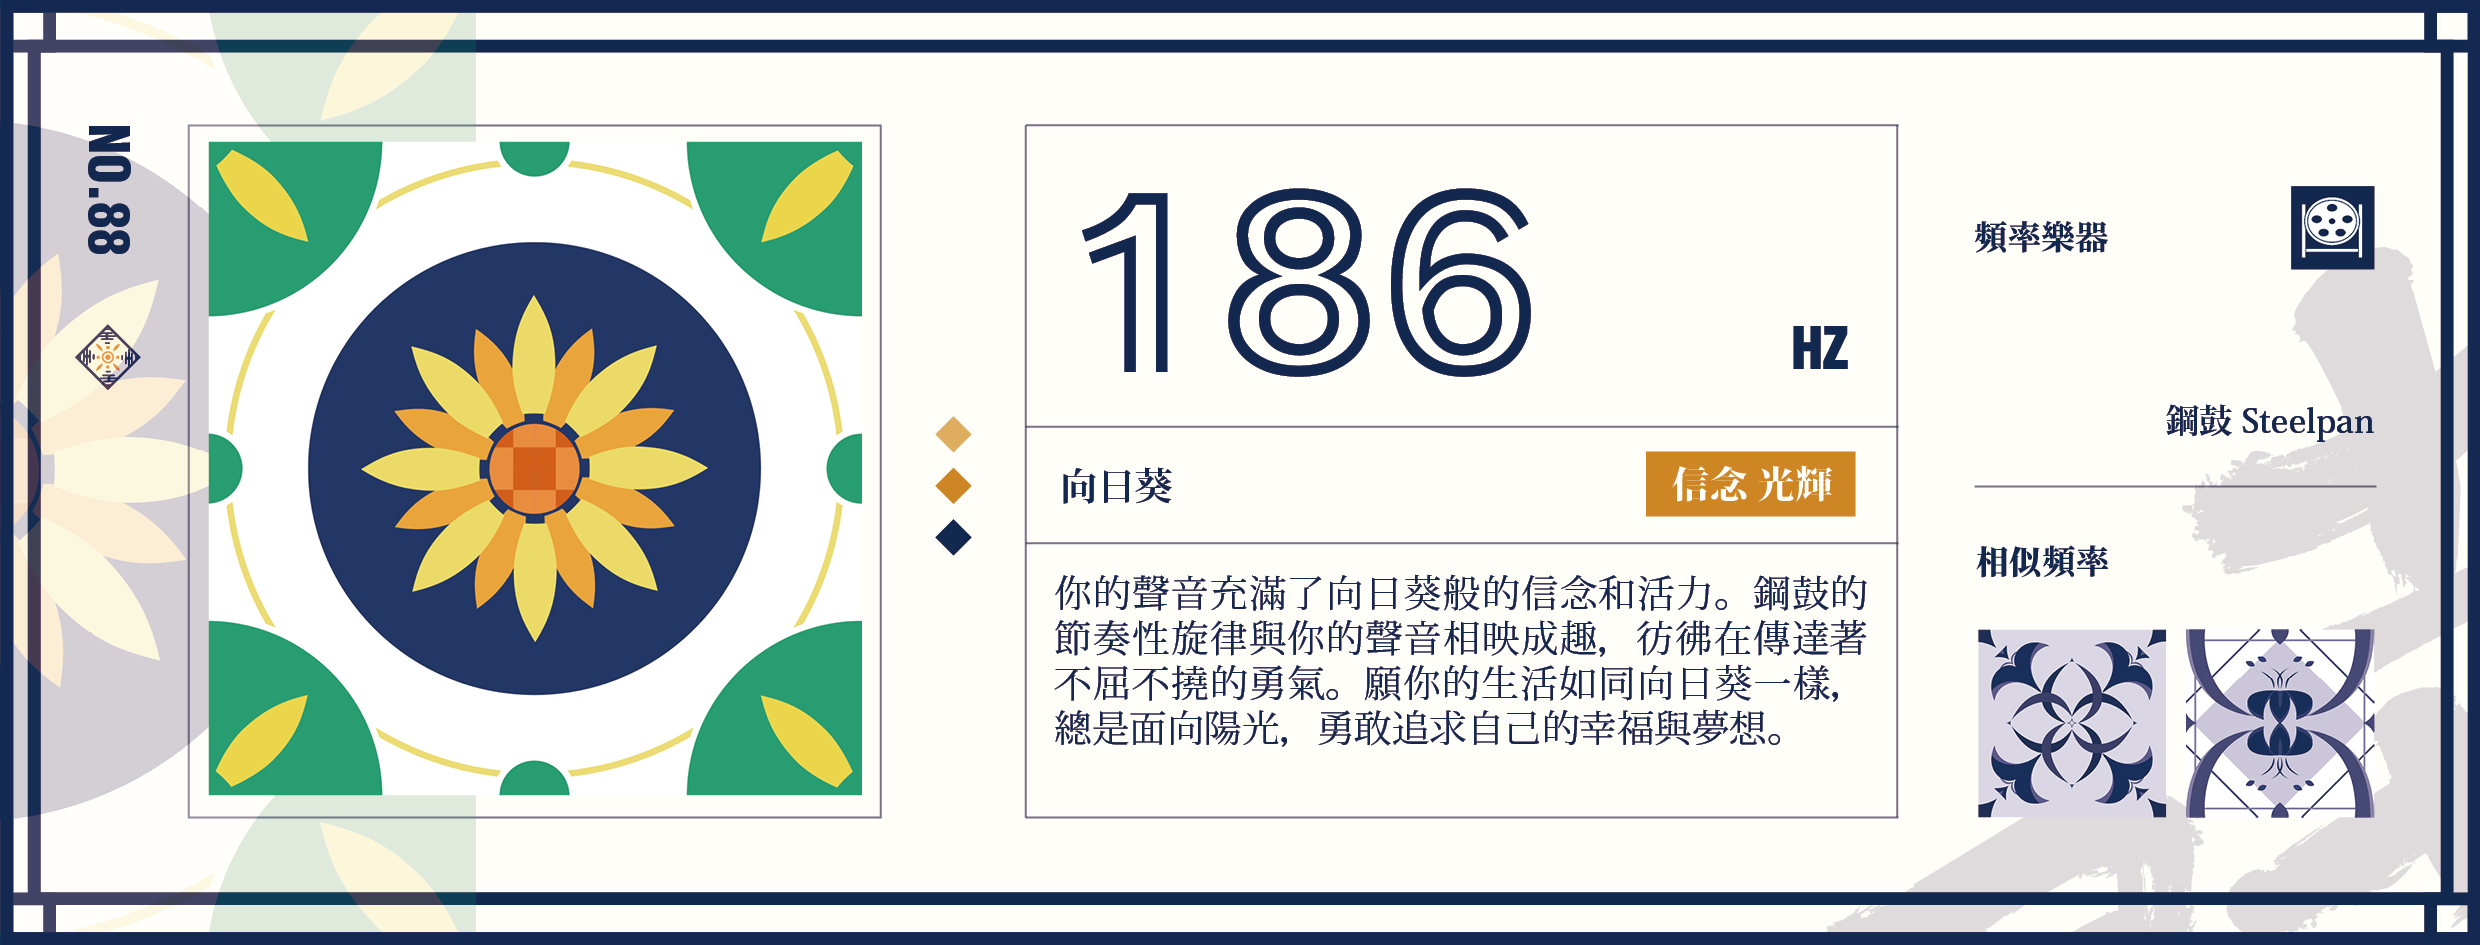 NO.88
186
HZ
向日葵
信念 光輝
你的聲音充滿了向日葵般的信念和活力。鋼鼓的
節奏性旋律與你的聲音相映成趣，彷彿在傳達著
不屈不撓的勇氣。願你的生活如同向日葵一樣，
總是面向陽光，勇敢追求自己的幸福與夢想。
頻率樂器
鋼鼓 Steelpan
相似頻率